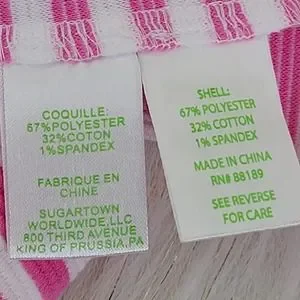 COQUILLE:
67%POLYESTER
32%COTTON
1%SPANDEX
FABRIQUE EN
CHINE
SUGARTOWN
WORLDWIDE,LLC
800 THIRD AVENUE
KING OF PRUSSIA,PA
SHELL:
67% POLYESTER
32% COTTON
1% SPANDEX
MADE IN CHINA
RN# 88189
SEE REVERSE
FOR CARE